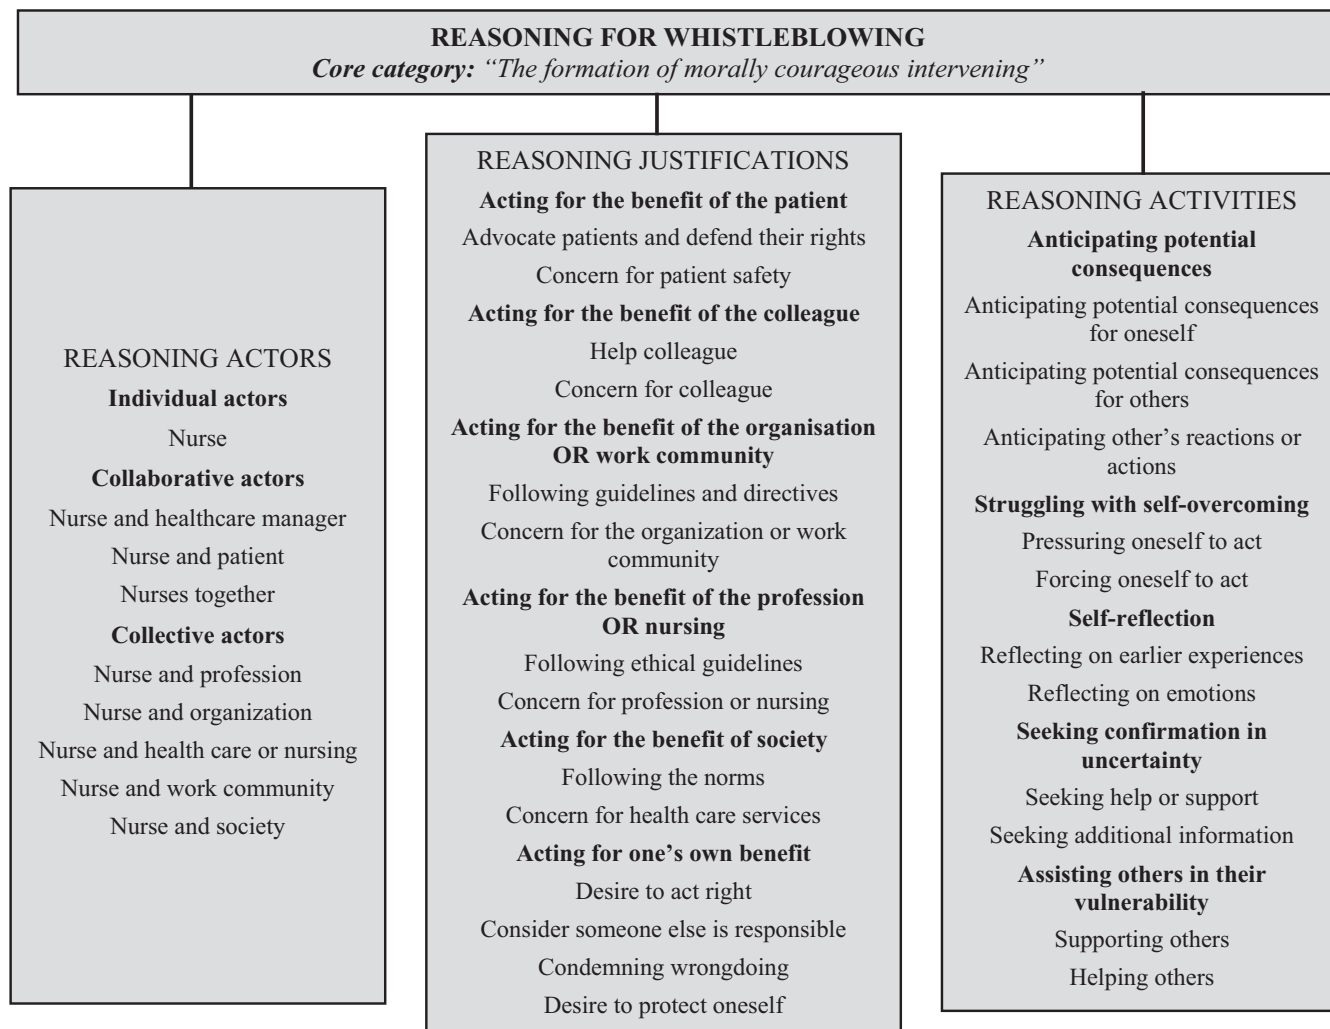 REASONING FOR WHISTLEBLOWING
Core category: “The formation of morally courageous intervening”
REASONING ACTORS
Individual actors
Nurse
Collaborative actors
Nurse and healthcare manager
Nurse and patient
Nurses together
Collective actors
Nurse and profession
Nurse and organization
Nurse and health care or nursing
Nurse and work community
Nurse and society
REASONING JUSTIFICATIONS
Acting for the benefit of the patient
Advocate patients and defend their rights
Concern for patient safety
Acting for the benefit of the colleague
Help colleague
Concern for colleague
Acting for the benefit of the organisation
OR work community
Following guidelines and directives
Concern for the organization or work
community
Acting for the benefit of the profession
OR nursing
Following ethical guidelines
Concern for profession or nursing
Acting for the benefit of society
Following the norms
Concern for health care services
Acting for one’s own benefit
Desire to act right
Consider someone else is responsible
Condemning wrongdoing
Desire to protect oneself
REASONING ACTIVITIES
Anticipating potential
consequences
Anticipating potential consequences
for oneself
Anticipating potential consequences
for others
Anticipating other’s reactions or
actions
Struggling with self-overcoming
Pressuring oneself to act
Forcing oneself to act
Self-reflection
Reflecting on earlier experiences
Reflecting on emotions
Seeking confirmation in
uncertainty
Seeking help or support
Seeking additional information
Assisting others in their
vulnerability
Supporting others
Helping others